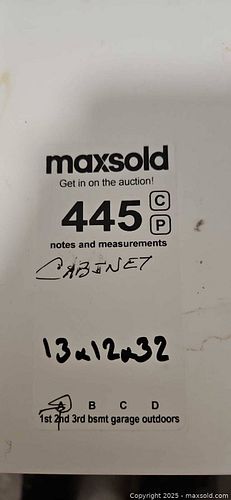 maxsold
Get in on the auction!
445 C
P
notes and measurements
CABINET
13x12x32
A B C D
1st 2nd 3rd bsmt garage outdoors
Copyright © 2025 - maxsold.com